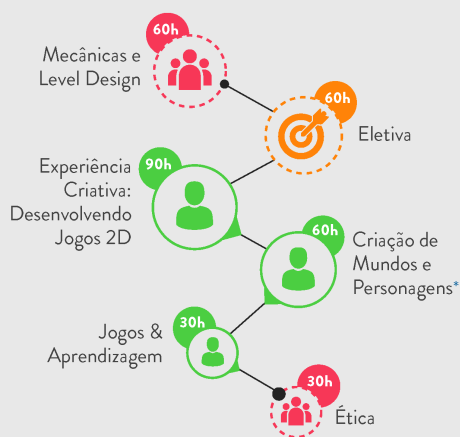 60h
Mecânicas e
Level Design
60h
Eletiva
90h
Experiência
Criativa:
Desenvolvendo
Jogos 2D
60h
Criação de
Mundos e
Personagens*
30h
Jogos &
Aprendizagem
30h
Ética